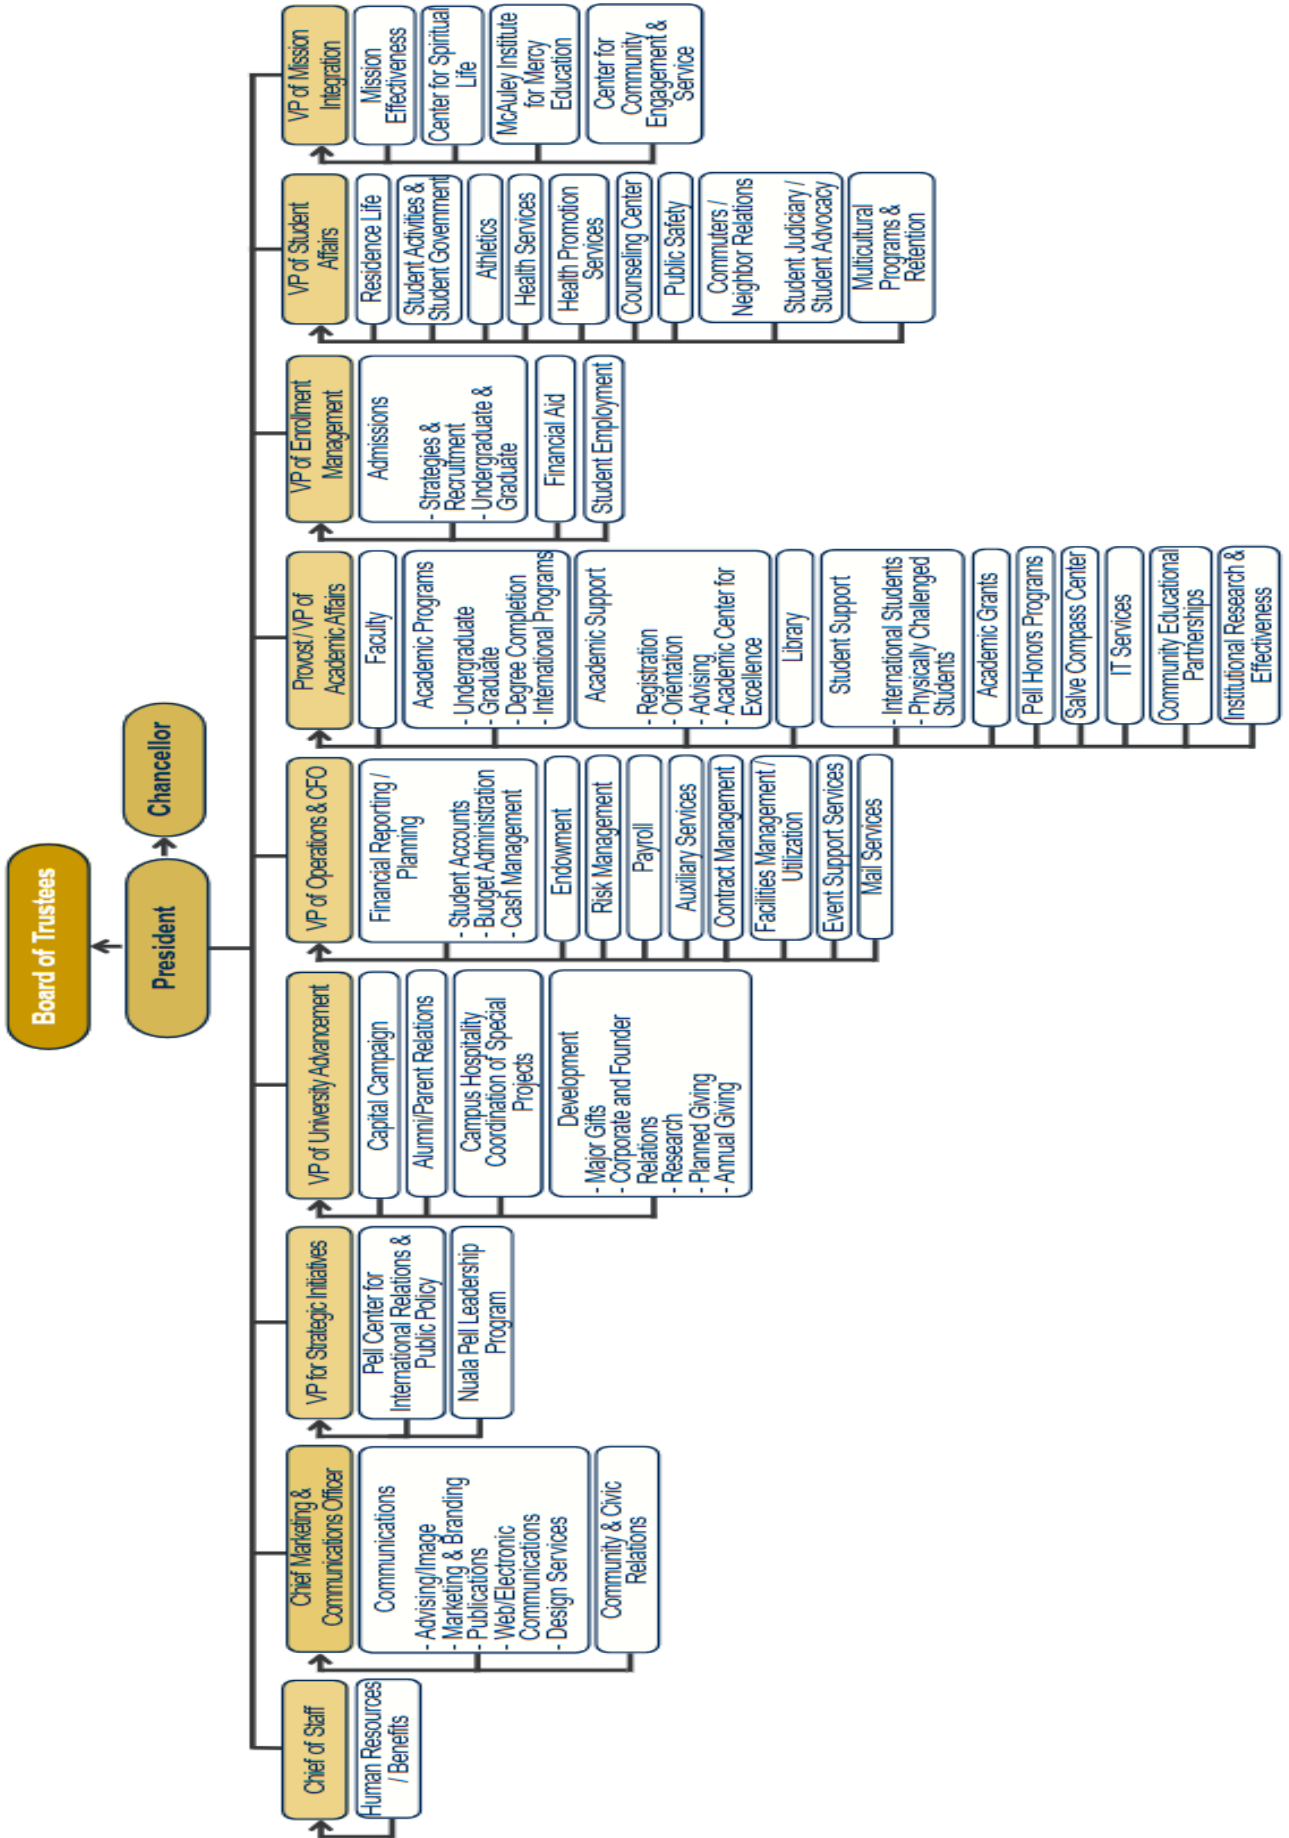 Board of Trustees
President
Chancellor
Chief of Staff
Human Resources
/ Benefits
Chief Marketing &
Communications Officer
Communications
- Advising/Image
- Marketing & Branding
- Publications
- Web/Electronic
Communications
- Design Services
Community & Civic
Relations
VP for Strategic Initiatives
Pell Center for
International Relations &
Public Policy
Nuala Pell Leadership
Program
VP of University Advancement
Capital Campaign
Alumni/Parent Relations
Campus Hospitality
Coordination of Special
Projects
Development
- Major Gifts
- Corporate and Founder
Relations
- Research
- Planned Giving
- Annual Giving
VP of Operations & CFO
Financial Reporting /
Planning
- Student Accounts
- Budget Administration
- Cash Management
Endowment
Risk Management
Payroll
Auxiliary Services
Contract Management
Facilities Management /
Utilization
Event Support Services
Mail Services
Provost / VP of
Academic Affairs
Faculty
Academic Programs
- Undergraduate
- Graduate
- Degree Completion
- International Programs
Academic Support
- Registration
- Orientation
- Advising
- Academic Center for
Excellence
Library
Student Support
- International Students
- Physically Challenged
Students
Academic Grants
Pell Honors Programs
Salve Compass Center
IT Services
Community Educational
Partnerships
Institutional Research &
Effectiveness
VP of Enrollment
Management
Admissions
- Strategies &
Recruitment
- Undergraduate &
Graduate
Financial Aid
Student Employment
VP of Student
Affairs
Residence Life
Student Activities &
Student Government
Athletics
Health Services
Health Promotion
Services
Counseling Center
Public Safety
Commuters /
Neighbor Relations
Student Judiciary /
Student Advocacy
Multicultural
Programs &
Retention
VP of Mission
Integration
Mission
Effectiveness
Center for Spiritual
Life
McAuley Institute
for Mercy
Education
Center for
Community
Engagement &
Service